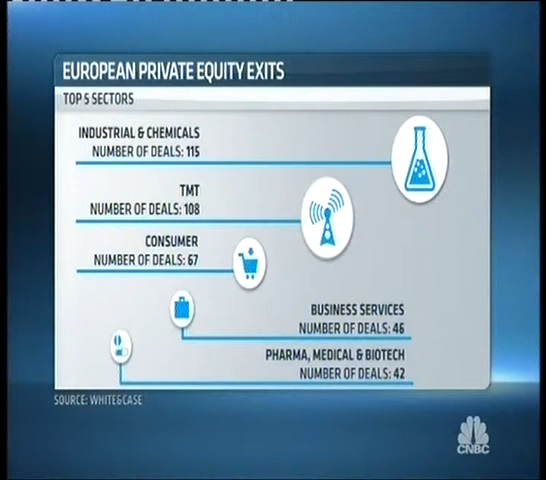 EUROPEAN PRIVATE EQUITY EXITS
TOP 5 SECTORS
INDUSTRIAL & CHEMICALS
NUMBER OF DEALS: 115
TMT
NUMBER OF DEALS: 108
CONSUMER
NUMBER OF DEALS: 67
BUSINESS SERVICES
NUMBER OF DEALS: 46
PHARMA, MEDICAL & BIOTECH
NUMBER OF DEALS: 42
SOURCE: WHITE&CASE
CNBC